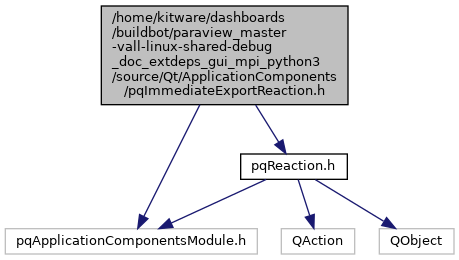 /home/kitware/dashboards
/buildbot/paraview_master
-vall-linux-shared-debug
_doc_extdeps_gui_mpi_python3
/source/Qt/ApplicationComponents
/pqImmediateExportReaction.h
pqReaction.h
pqApplicationComponentsModule.h
QAction
QObject